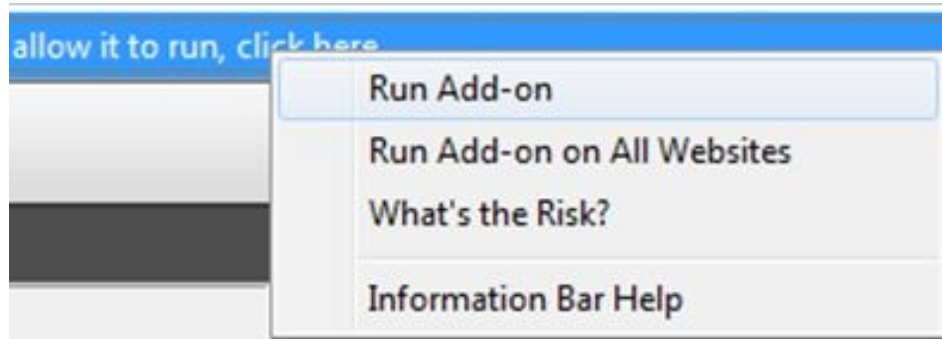 allow it to run, click here
Run Add-on
Run Add-on on All Websites
What's the Risk?
Information Bar Help